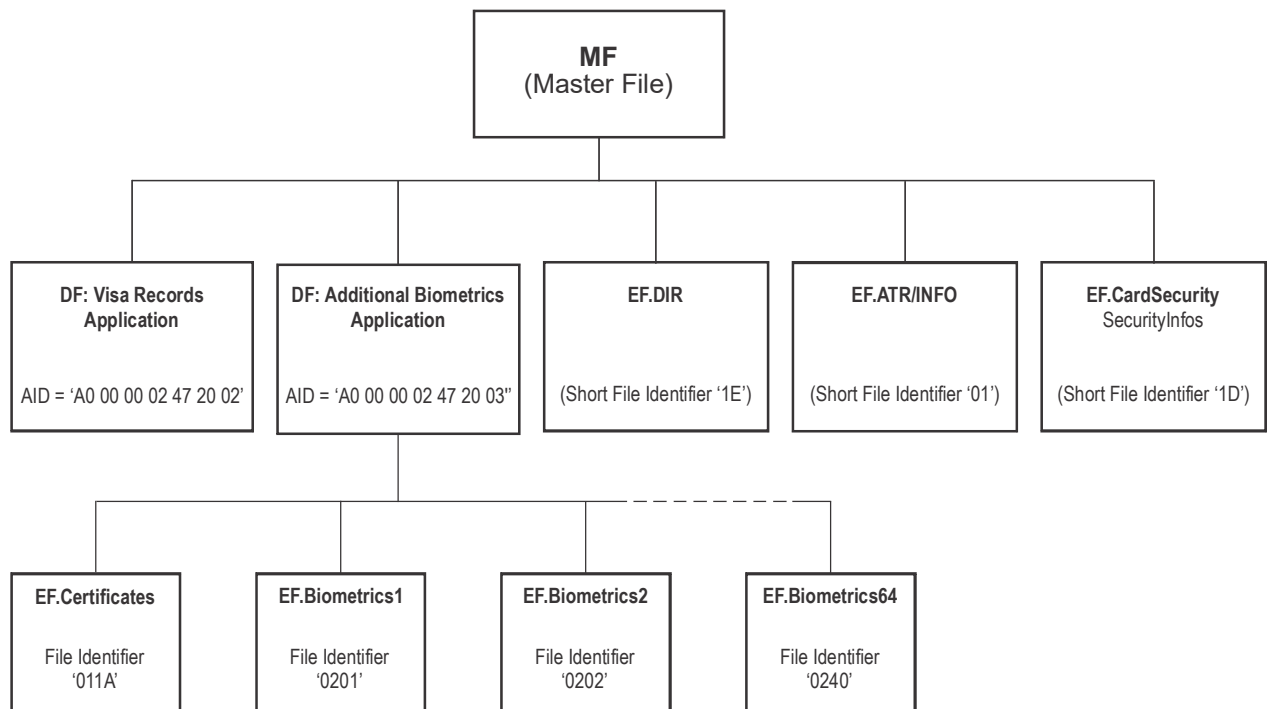 MF
(Master File)
DF: Visa Records
Application
AID = ‘A0 00 00 02 47 20 02’
DF: Additional Biometrics
Application
AID = ‘A0 00 00 02 47 20 03"
EF.DIR
(Short File Identifier ‘1E’)
EF.ATR/INFO
(Short File Identifier ‘01’)
EF.CardSecurity
SecurityInfos
(Short File Identifier ‘1D’)
EF.Certificates
File Identifier
‘011A’
EF.Biometrics1
File Identifier
‘0201’
EF.Biometrics2
File Identifier
‘0202’
EF.Biometrics64
File Identifier
‘0240’